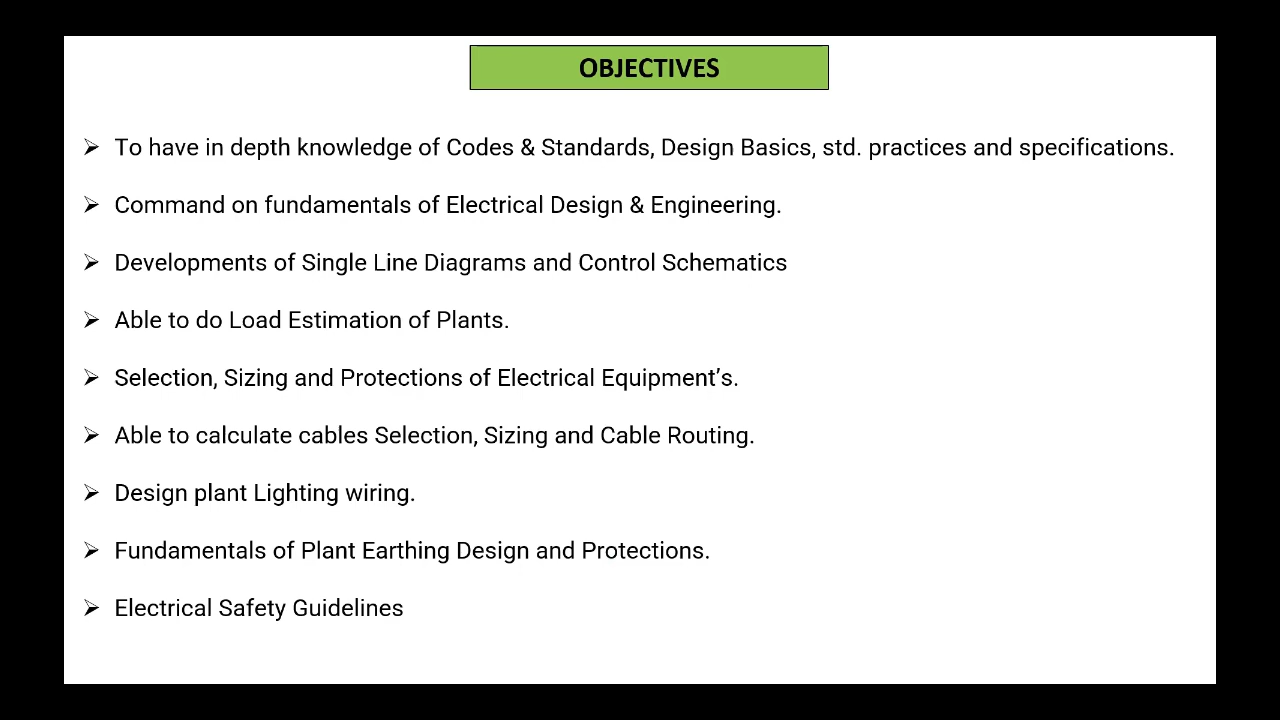 OBJECTIVES
➢ To have in depth knowledge of Codes & Standards, Design Basics, std. practices and specifications.
➢ Command on fundamentals of Electrical Design & Engineering.
➢ Developments of Single Line Diagrams and Control Schematics
➢ Able to do Load Estimation of Plants.
➢ Selection, Sizing and Protections of Electrical Equipment’s.
➢ Able to calculate cables Selection, Sizing and Cable Routing.
➢ Design plant Lighting wiring.
➢ Fundamentals of Plant Earthing Design and Protections.
➢ Electrical Safety Guidelines